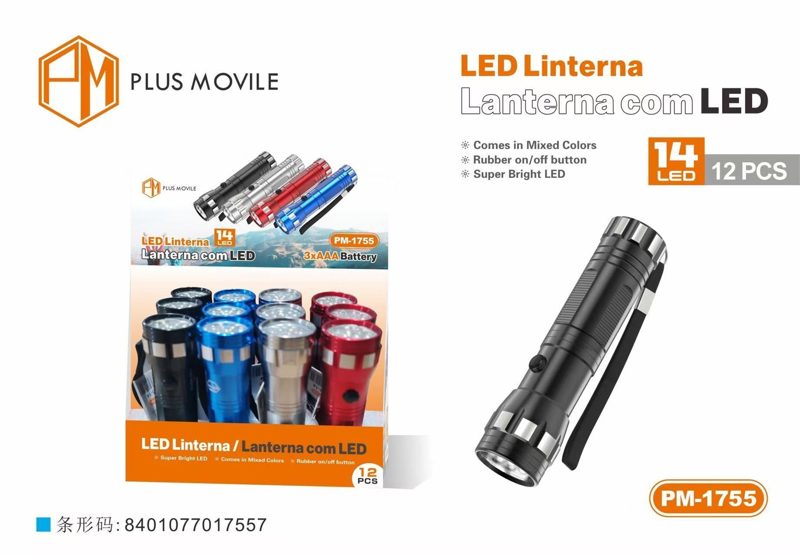 PM PLUS MOVILE
LED Linterna
Lanterna com LED
Comes in Mixed Colors
Rubber on/off button
Super Bright LED
14
LED
12 PCS
PM PLUS MOVILE
LED Linterna
14
LED
Lanterna com LED
PM-1755
3xAAA Battery
LED Linterna / Lanterna com LED
Super Bright LED Comes in Mixed Colors Rubber on/off button
12
PCS
PM-1755
条形码: 8401077017557